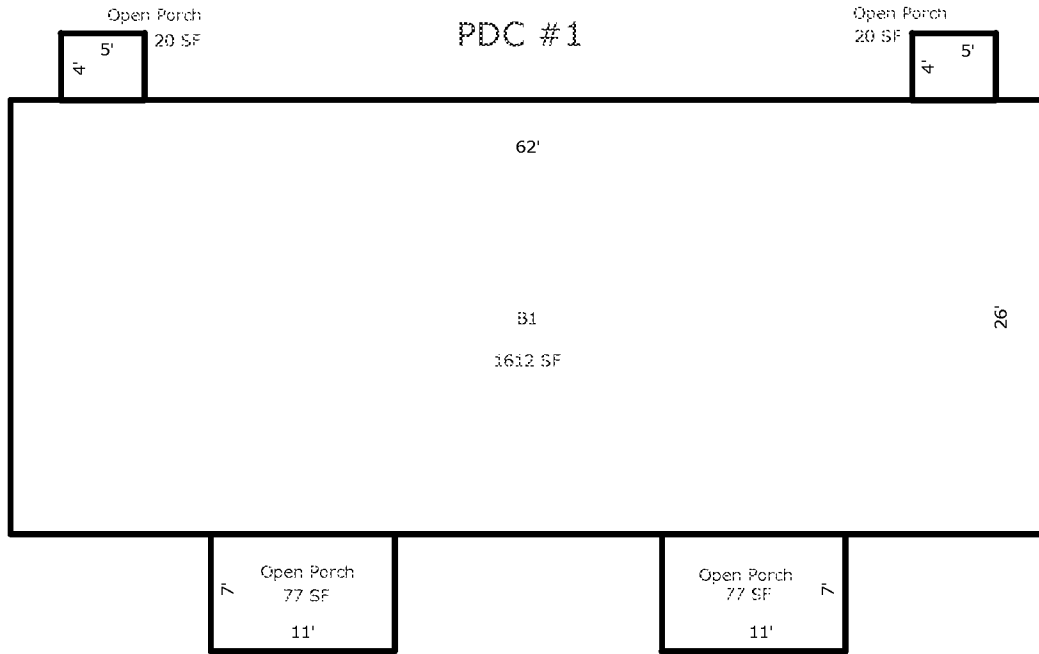 Open Porch
20 SF
5'
4'
PDC #1
Open Porch
20 SF
5'
4'
62'
26'
B1
1612 SF
Open Porch
77 SF
7'
11'
Open Porch
77 SF
7'
11'